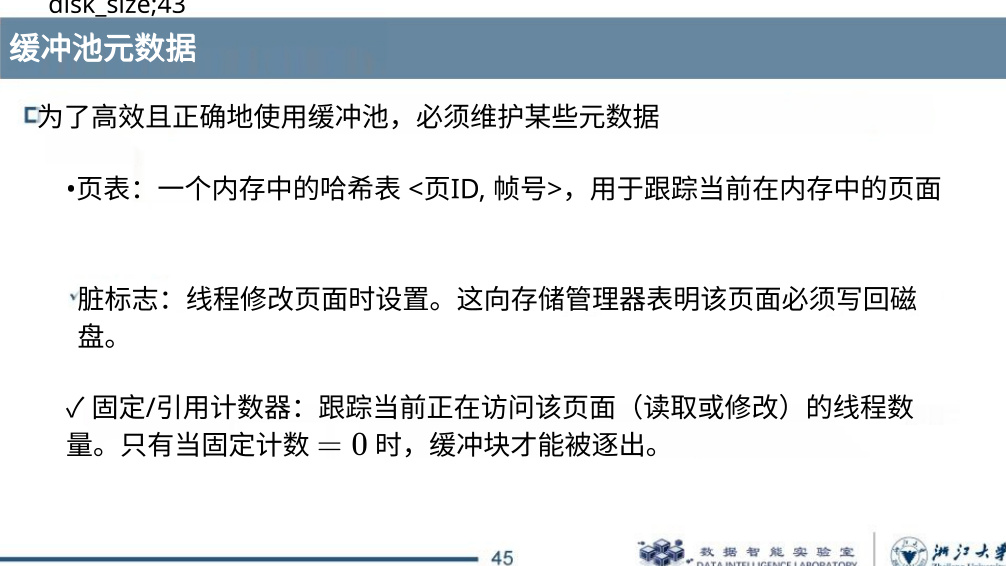 disk_size;43
缓冲池元数据
为了高效且正确地使用缓冲池，必须维护某些元数据
•页表：一个内存中的哈希表 <页ID, 帧号>，用于跟踪当前在内存中的页面
脏标志：线程修改页面时设置。这向存储管理器表明该页面必须写回磁
盘。
✓ 固定/引用计数器：跟踪当前正在访问该页面（读取或修改）的线程数
量。只有当固定计数 = 0 时，缓冲块才能被逐出。
45
数据智能实验室
DATA INTELLIGENCE LABORATORY
浙江大学